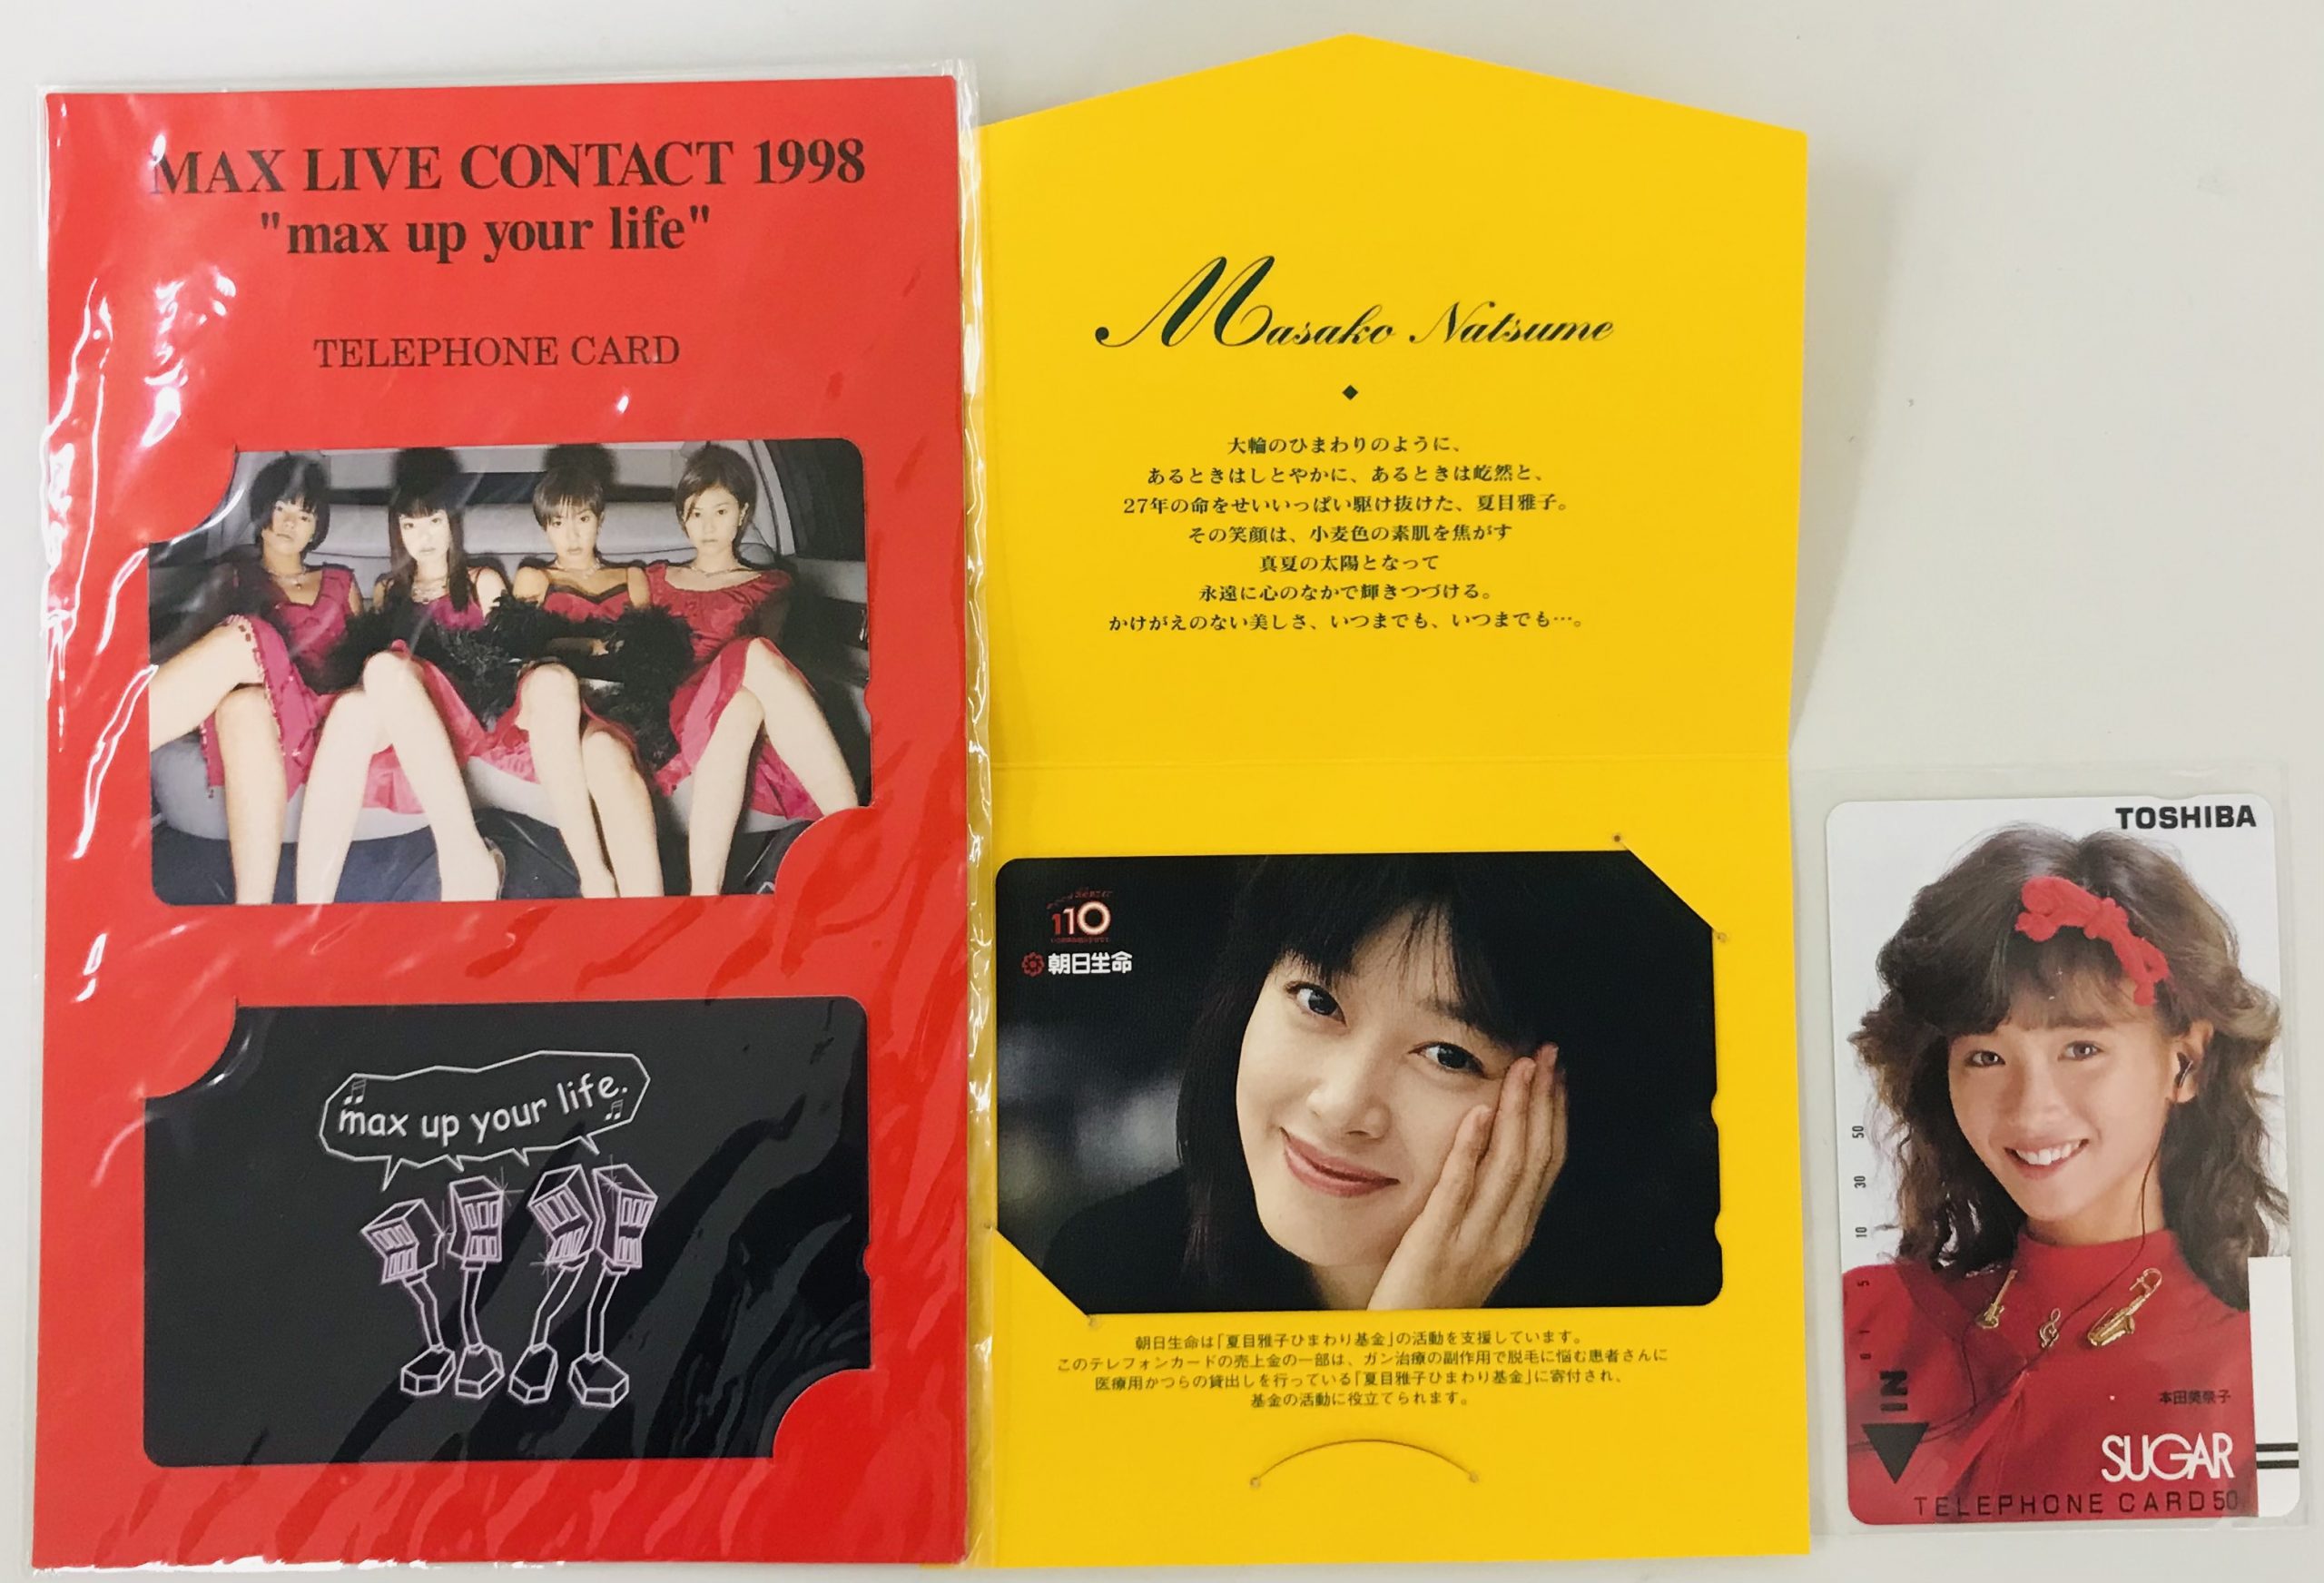 MAX LIVE CONTACT 1998
"max up your life"
TELEPHONE CARD
max up your life.
Masako Natsume
大輪のひまわりのように、
あるときはしとやかに、あるときは屹然と、
27年の命をせいいっぱい駆け抜けた、夏目雅子。
その笑顔は、小麦色の素肌を焦がす
真夏の太陽となって
永遠に心のなかで輝きつづける。
かけがえのない美しさ、いつまでも、いつまでも…。
110
朝日生命
朝日生命は「夏目雅子ひまわり基金」の活動を支援しています。
このテレフォンカードの売上金の一部は、ガン治療の副作用で脱毛に悩む患者さんに
医療用かつらの貸出しを行っている「夏目雅子ひまわり基金」に寄付され、
基金の活動に役立てられます。
TOSHIBA
50
30
10
5
1
0
IN
本田美奈子
SUGAR
TELEPHONE CARD 50